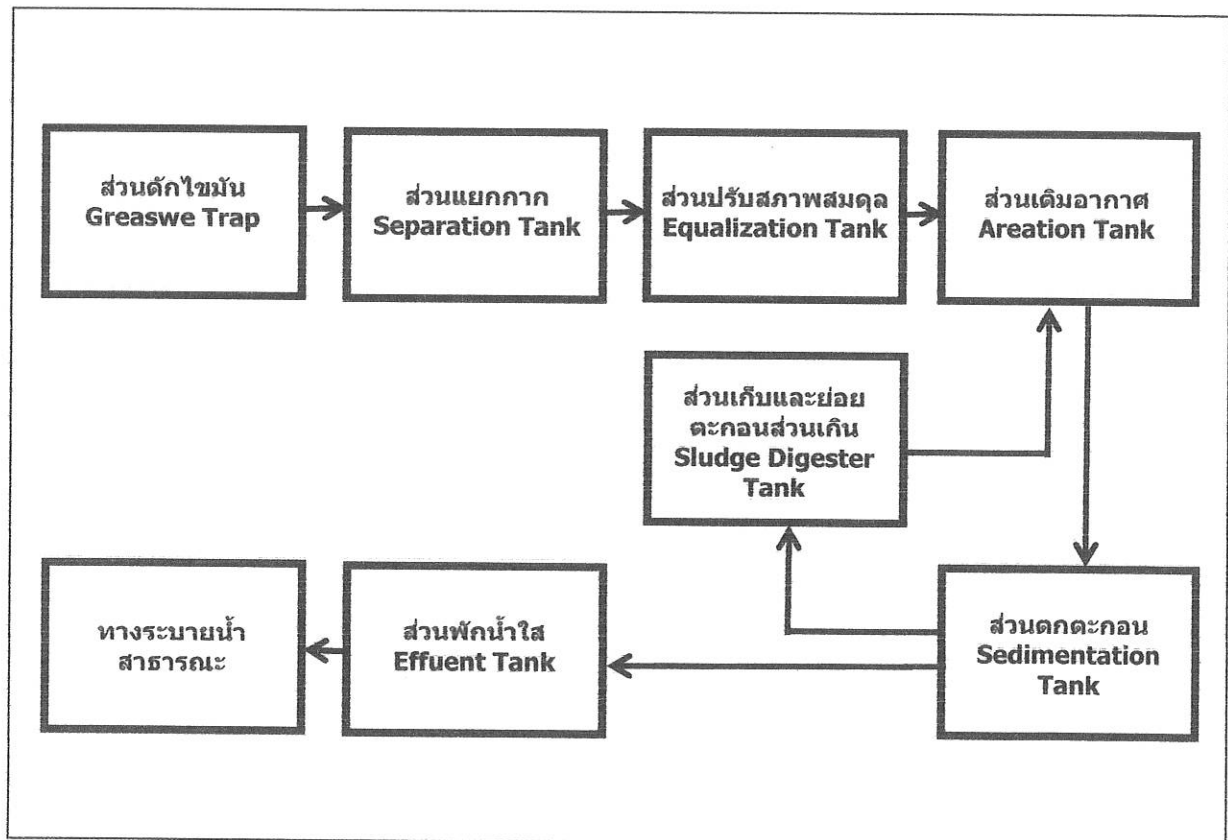 ส่วนดักไขมัน
Greaswe Trap
ส่วนแยกกาก
Separation Tank
ส่วนปรับสภาพสมดุล
Equalization Tank
ส่วนเติมอากาศ
Areation Tank
ส่วนเก็บและย่อย
ตะกอนส่วนเกิน
Sludge Digester
Tank
ทางระบายน้ำ
สาธารณะ
ส่วนพักน้ำใส
Effuent Tank
ส่วนตกตะกอน
Sedimentation
Tank